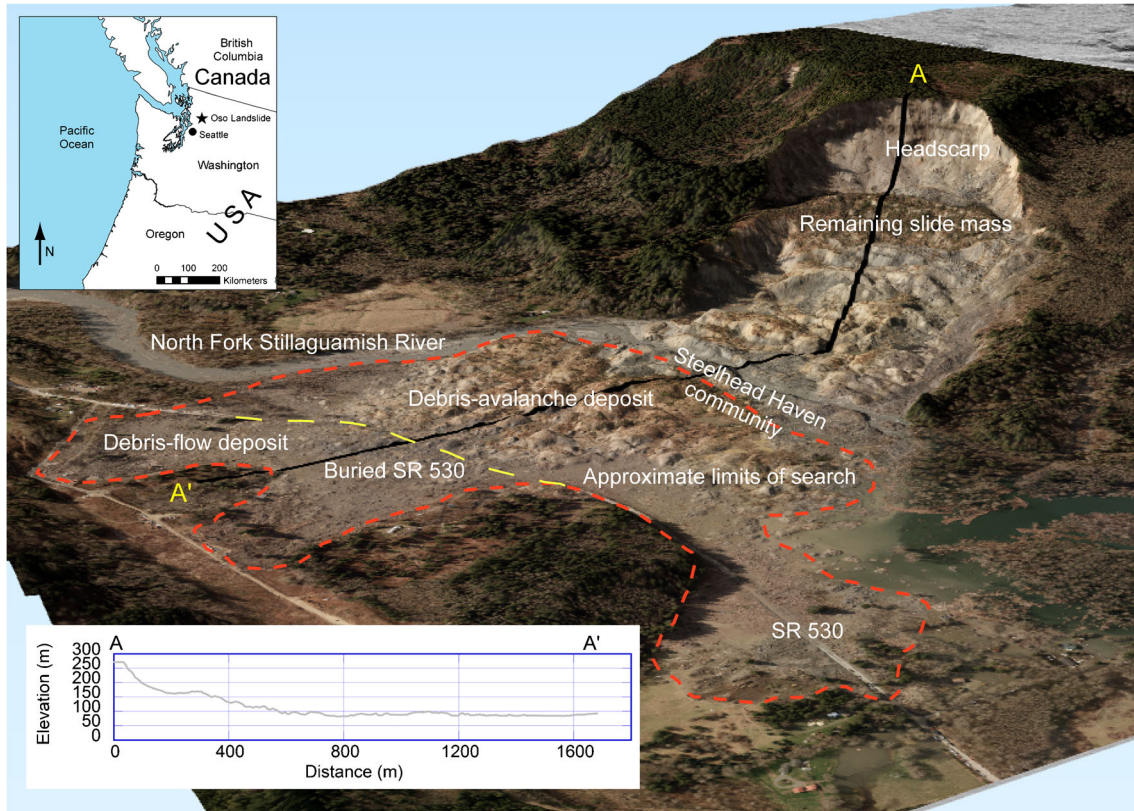 British
Columbia
Canada
Pacific
Ocean
Oso Landslide
Seattle
Washington
USA
Oregon
N
0 100 200
Kilometers
A
Headscarp
Remaining slide mass
North Fork Stillaguamish River
Steelhead Haven
community
Debris-avalanche deposit
Debris-flow deposit
Buried SR 530
Approximate limits of search
A'
SR 530
A A'
Elevation (m)
300
250
200
150
100
50
0
0 400 800 1200 1600
Distance (m)